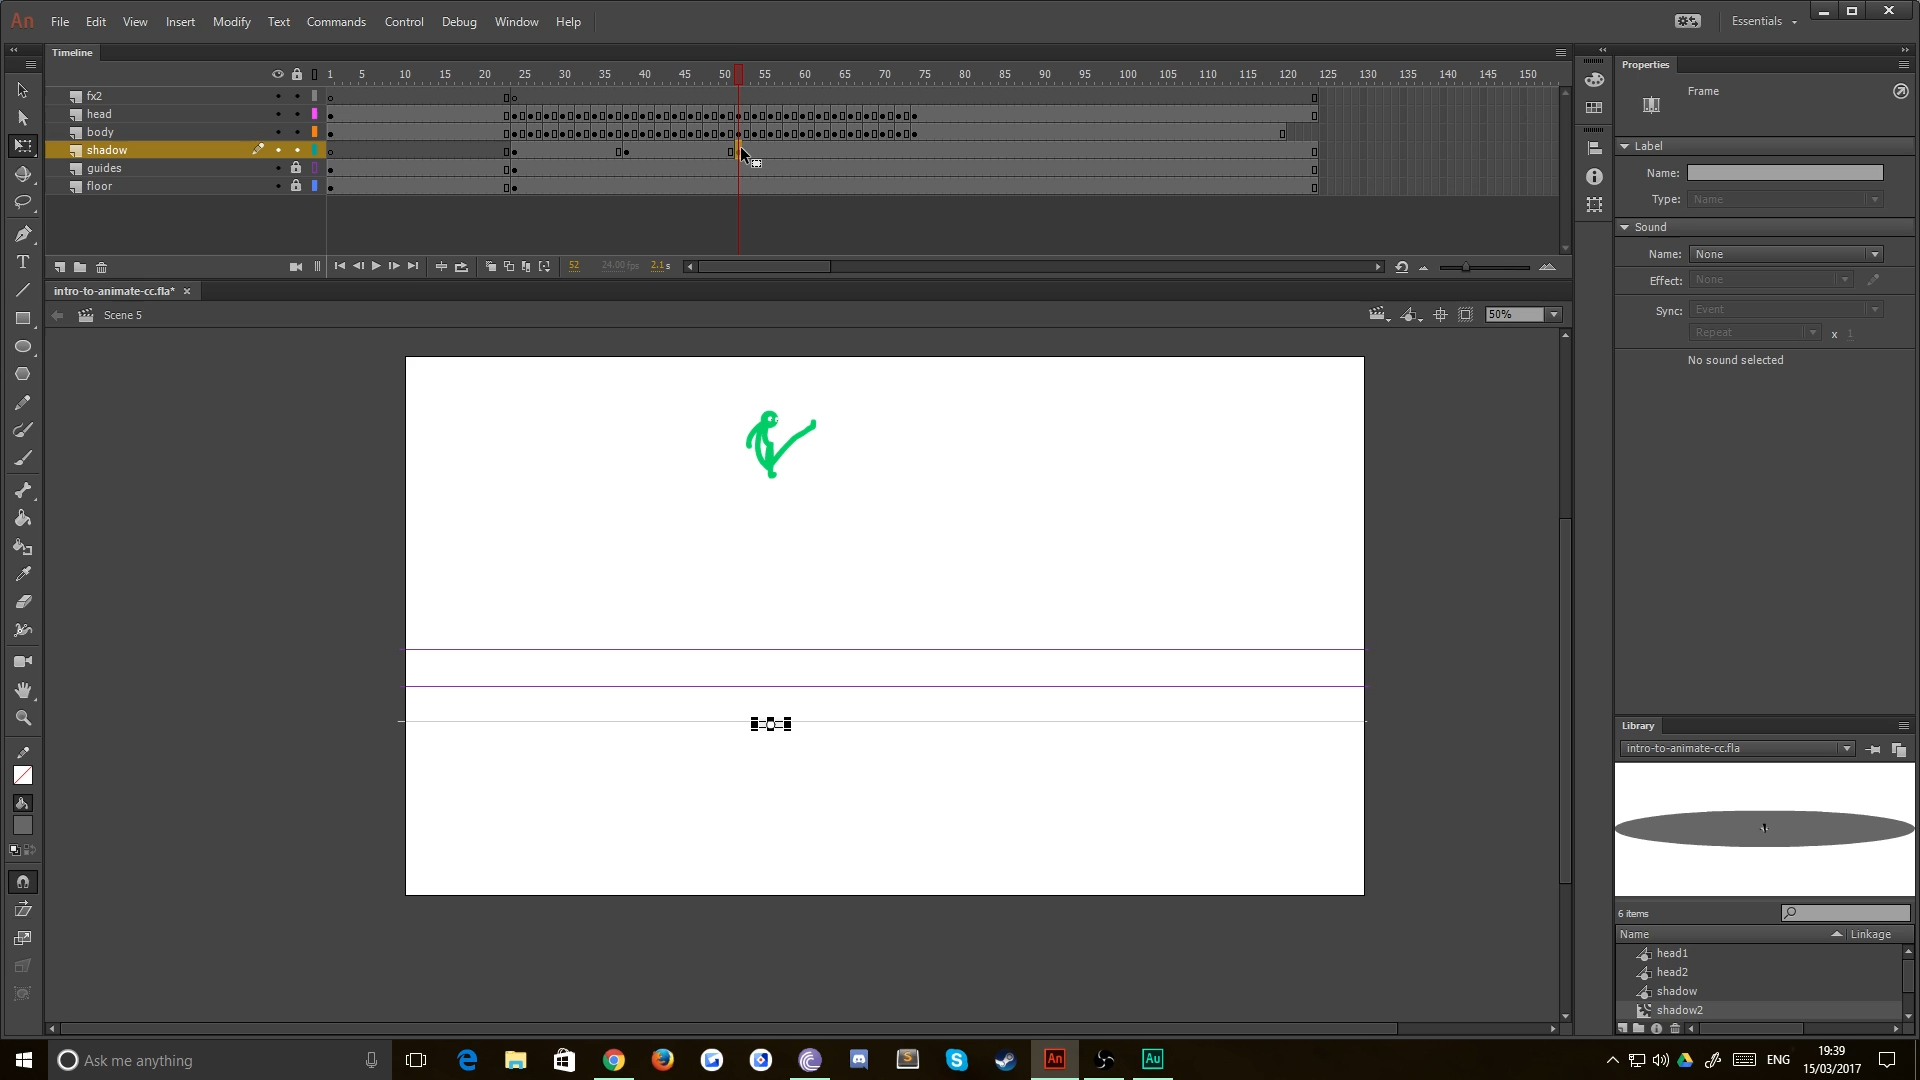 An File Edit View Insert Modify Text Commands Control Debug Window Help Essentials
Timeline
1 5 10 15 20 25 30 35 40 45 50 55 60 65 70 75 80 85 90 95 100 105 110 115 120 125 130 135 140 145 150
fx2
head
body
shadow
guides
floor
52 24.00 fps 2.1 s
intro-to-animate-cc.fla* ×
Scene 5 50%
Properties
Frame
Label
Name:
Type: Name
Sound
Name: None
Effect: None
Sync: Event
Repeat x 1
No sound selected
Library
intro-to-animate-cc.fla
6 items
Name Linkage
head1
head2
shadow
shadow2
Ask me anything
An
Au
ENG
19:39
15/03/2017